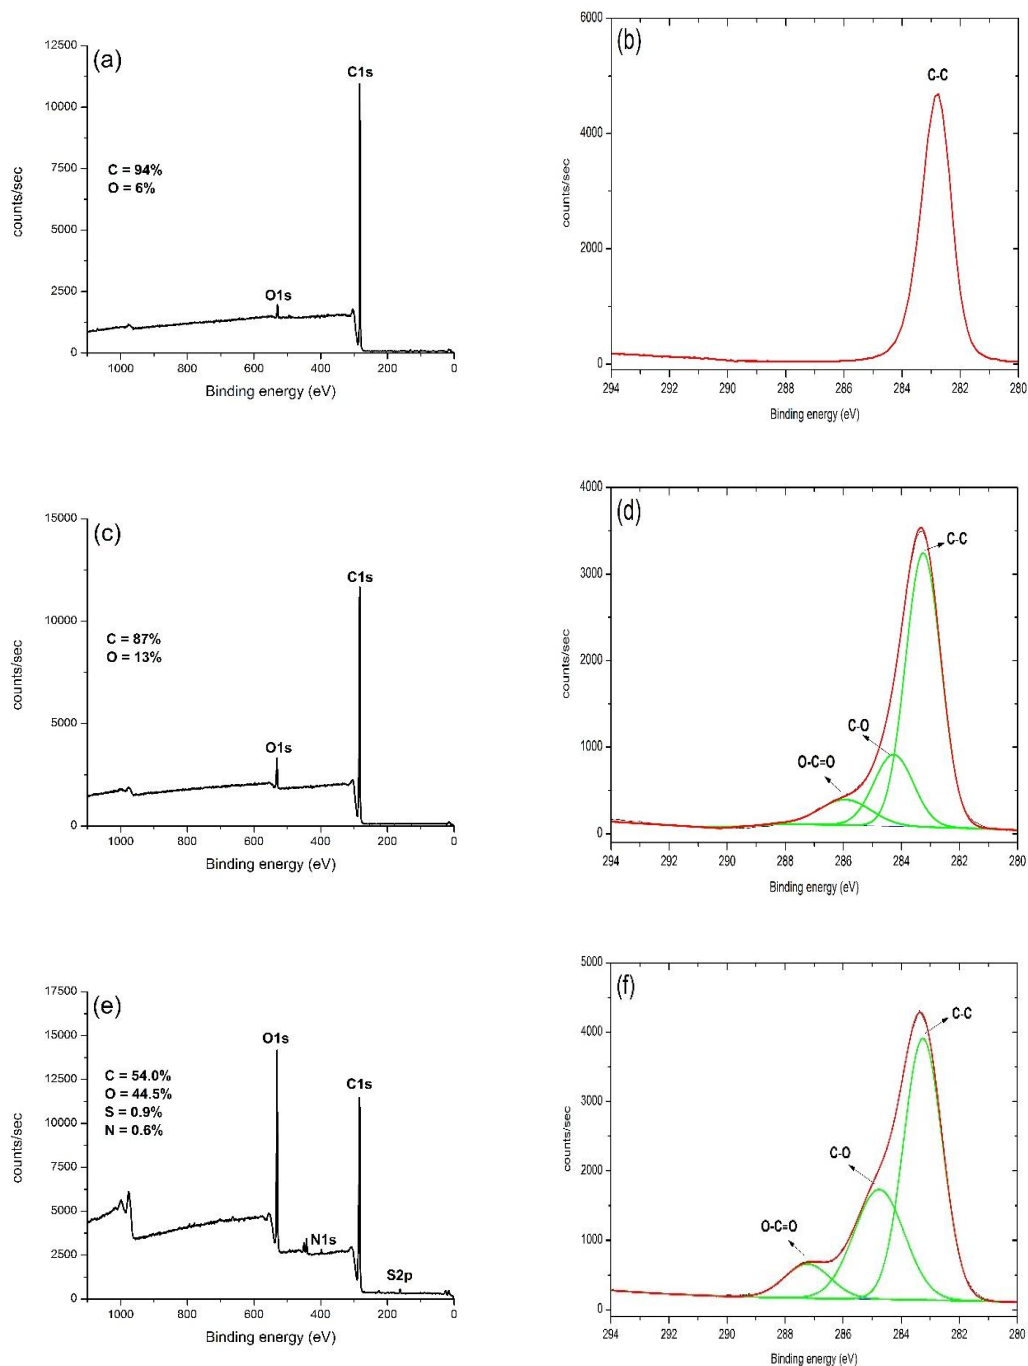 (a)
12500
10000
7500
5000
2500
0
counts/sec
C1s
C = 94%
O = 6%
O1s
1000 800 600 400 200 0
Binding energy (eV)
(b)
6000
4000
2000
0
counts/sec
C-C
294 292 290 288 286 284 282 280
Binding energy (eV)
(c)
15000
10000
5000
0
counts/sec
C1s
C = 87%
O = 13%
O1s
1000 800 600 400 200 0
Binding energy (eV)
(d)
4000
3000
2000
1000
0
counts/sec
C-C
C-O
O-C=O
294 292 290 288 286 284 282 280
Binding energy (eV)
(e)
17500
15000
12500
10000
7500
5000
2500
0
counts/sec
O1s
C1s
C = 54.0%
O = 44.5%
S = 0.9%
N = 0.6%
N1s
S2p
1000 800 600 400 200 0
Binding energy (eV)
(f)
5000
4000
3000
2000
1000
0
counts/sec
C-C
C-O
O-C=O
294 292 290 288 286 284 282 280
Binding energy (eV)